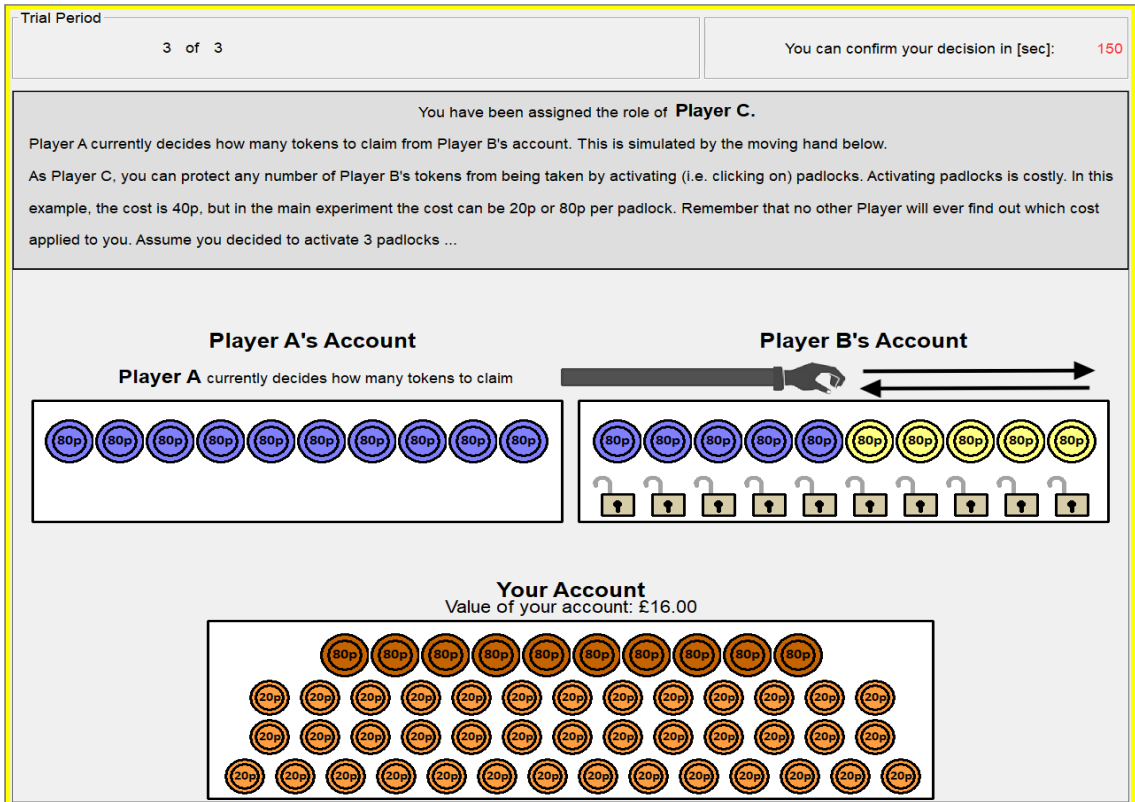 Trial Period
3 of 3
You can confirm your decision in [sec]: 150
You have been assigned the role of Player C.
Player A currently decides how many tokens to claim from Player B's account. This is simulated by the moving hand below.
As Player C, you can protect any number of Player B's tokens from being taken by activating (i.e. clicking on) padlocks. Activating padlocks is costly. In this
example, the cost is 40p, but in the main experiment the cost can be 20p or 80p per padlock. Remember that no other Player will ever find out which cost
applied to you. Assume you decided to activate 3 padlocks ...
Player A's Account
Player A currently decides how many tokens to claim
80p 80p 80p 80p 80p 80p 80p 80p 80p 80p
Player B's Account
80p 80p 80p 80p 80p 80p 80p 80p 80p 80p
Your Account
Value of your account: £16.00
80p 80p 80p 80p 80p 80p 80p 80p 80p 80p
20p 20p 20p 20p 20p 20p 20p 20p 20p 20p 20p 20p 20p
20p 20p 20p 20p 20p 20p 20p 20p 20p 20p 20p 20p 20p
20p 20p 20p 20p 20p 20p 20p 20p 20p 20p 20p 20p 20p 20p